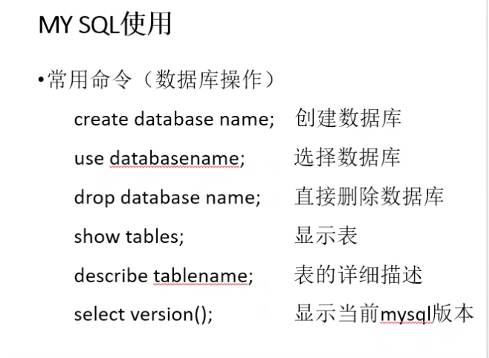 MY SQL使用
•常用命令（数据库操作）
create database name; 创建数据库
use databasename; 选择数据库
drop database name; 直接删除数据库
show tables; 显示表
describe tablename; 表的详细描述
select version(); 显示当前mysql版本